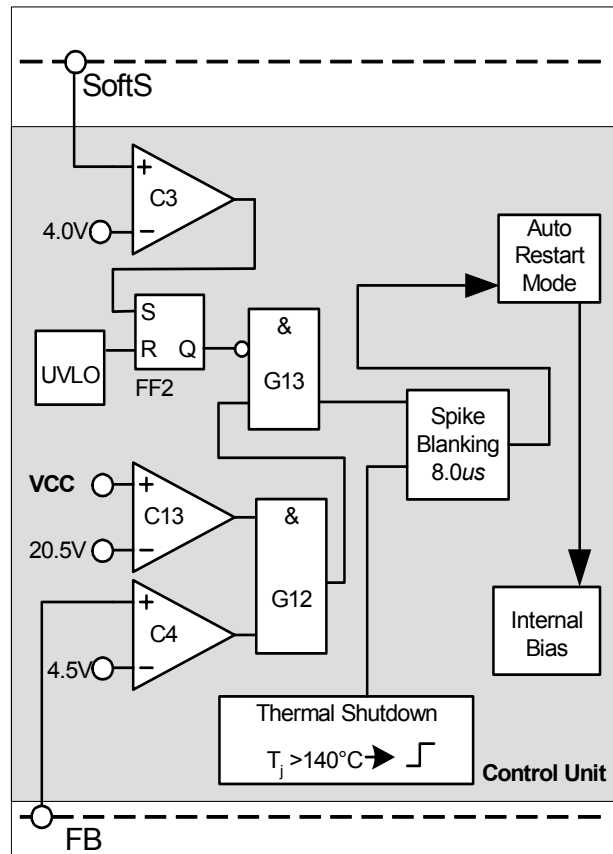 SoftS
+
C3
4.0V
−
Auto
Restart
Mode
S
R Q
FF2
UVLO
&
G13
Spike
Blanking
8.0us
VCC
+
C13
20.5V
−
&
G12
+
C4
4.5V
−
Internal
Bias
Thermal Shutdown
Tj >140°C
Control Unit
FB